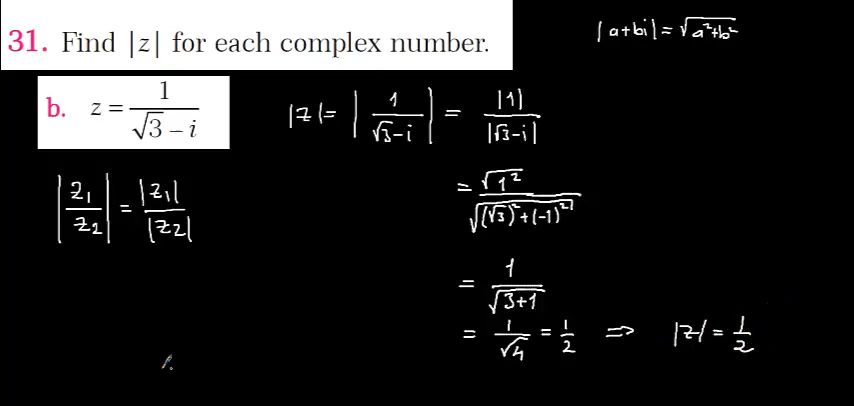 31. Find |z| for each complex number.
|a+bi| = √a²+b²
b. z = 1/(√3 – i)
|z| = |1/(√3-i)| = |1|/|√3-i|
|z₁/z₂| = |z₁|/|z₂|
= √1²/√(√3)²+(-1)²
= 1/√3+1
= 1/√4 = 1/2 ⇒ |z| = 1/2